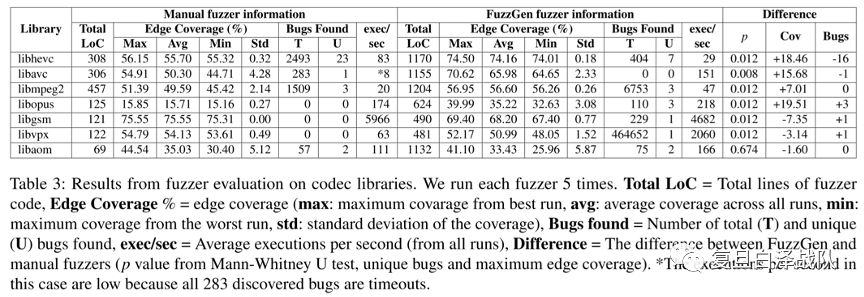 Library Manual fuzzer information FuzzGen fuzzer information Difference
Total LoC Edge Coverage (%) Bugs Found exec/sec Total LoC Edge Coverage (%) Bugs Found exec/sec p Cov Bugs
Max Avg Min Std T U Max Avg Min Std T U
libhevc 308 56.15 55.70 55.32 0.32 2493 23 83 1170 74.50 74.16 74.01 0.18 404 7 29 0.012 +18.46 -16
libavc 306 54.91 50.30 44.71 4.28 283 1 *8 1155 70.62 65.98 64.65 2.33 0 0 151 0.008 +15.68 -1
libmpeg2 457 51.39 49.59 45.42 2.14 1509 3 20 1204 56.95 56.60 56.26 0.26 6753 3 47 0.012 +7.01 0
libopus 125 15.85 15.71 15.16 0.27 0 0 174 624 39.99 35.22 32.63 3.08 110 3 218 0.012 +19.51 +3
libgsm 121 75.55 75.55 75.31 0.00 0 0 5966 490 69.40 68.20 67.40 0.77 229 1 4682 0.012 -7.35 +1
libvpx 122 54.79 54.13 53.61 0.49 0 0 63 481 52.17 50.99 48.05 1.52 464652 1 2060 0.012 -3.14 +1
libaom 69 44.54 35.03 30.40 5.12 57 2 111 1132 41.10 33.43 25.96 5.87 75 2 166 0.674 -1.60 0
Table 3: Results from fuzzer evaluation on codec libraries. We run each fuzzer 5 times. Total LoC = Total lines of fuzzer
code, Edge Coverage % = edge coverage (max: maximum covarage from best run, avg: average coverage across all runs, min:
maximum coverage from the worst run, std: standard deviation of the coverage), Bugs found = Number of total (T) and unique
(U) bugs found, exec/sec = Average executions per second (from all runs), Difference = The difference between FuzzGen and
manual fuzzers (p value from Mann-Whitney U test, unique bugs and maximum edge coverage). *The executions per second in
this case are low because all 283 discovered bugs are timeouts.
复旦白泽战队